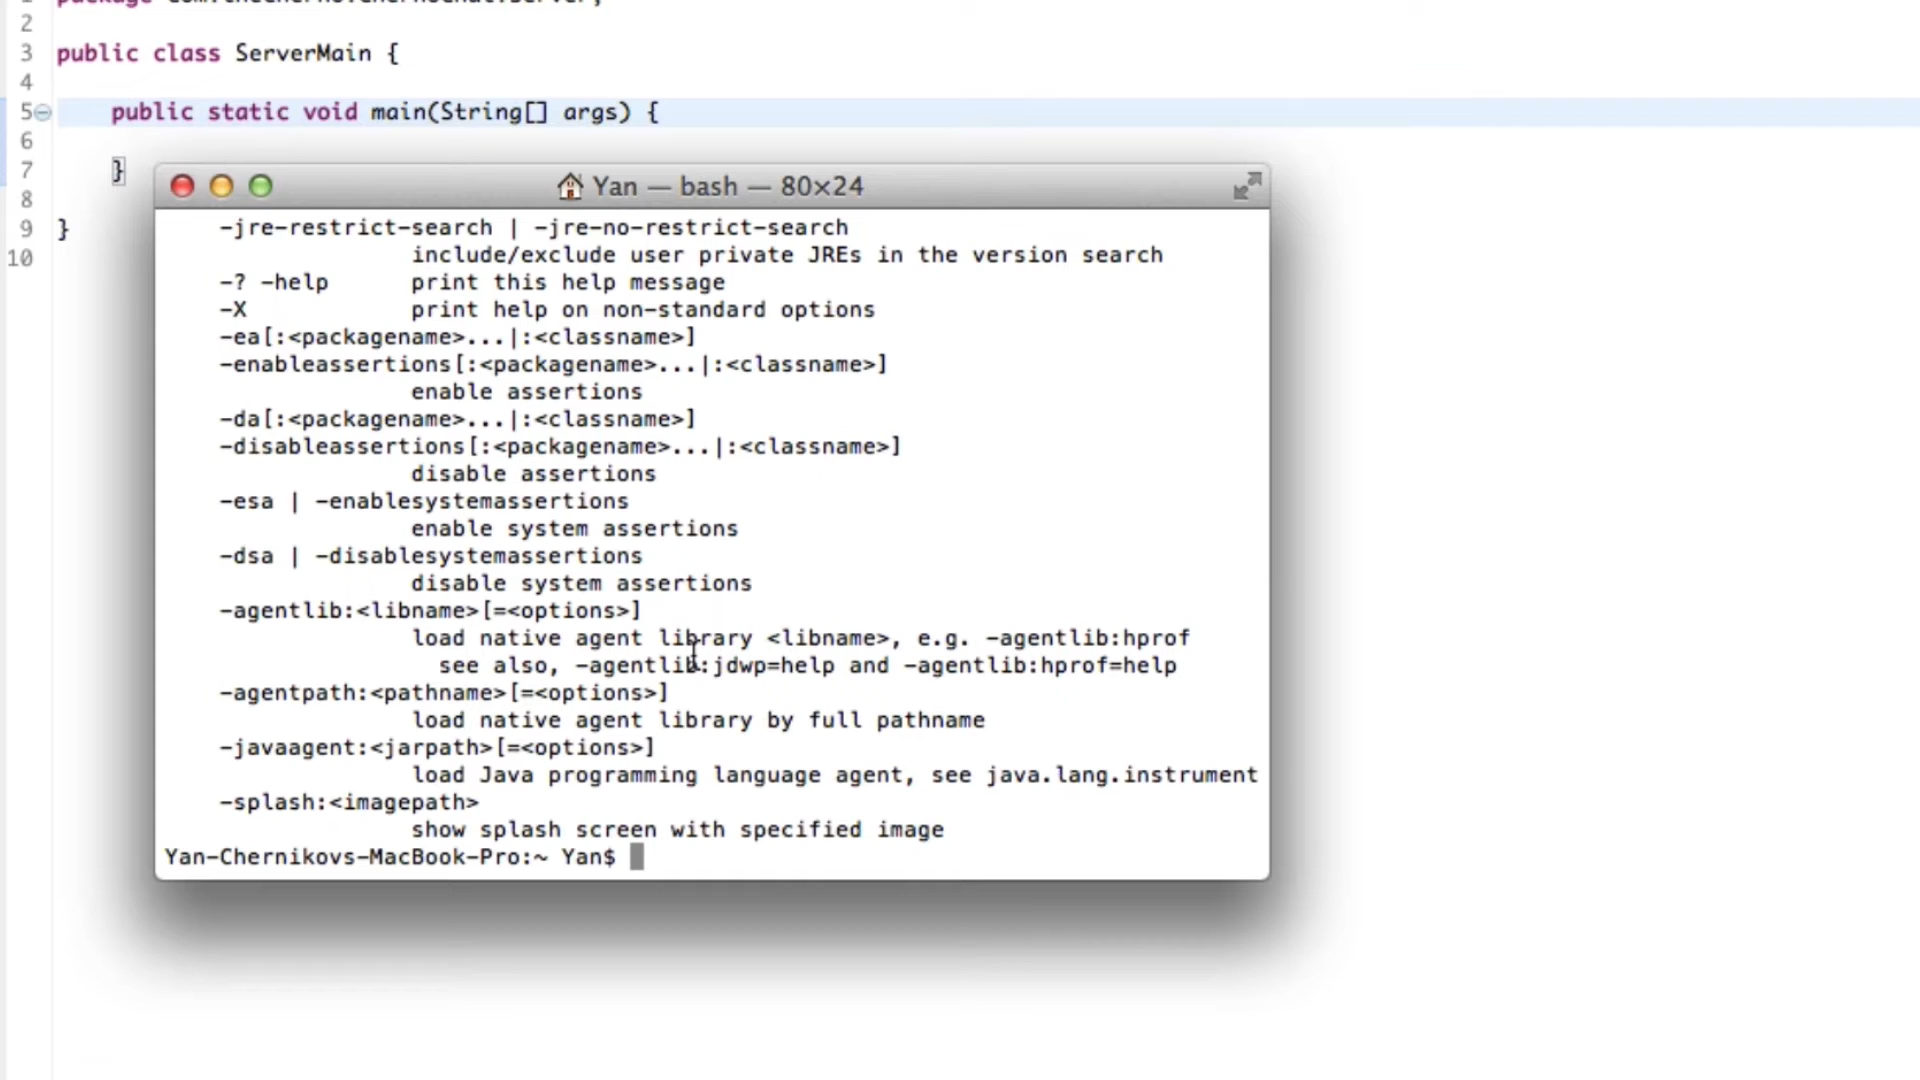 1
package
2
3 public class ServerMain {
4
5 public static void main(String[] args) {
6
7 }
8
9 }
10
Yan — bash — 80×24
-jre-restrict-search | -jre-no-restrict-search
include/exclude user private JREs in the version search
-? -help print this help message
-X print help on non-standard options
-ea[:<packagename>...|:<classname>]
-enableassertions[:<packagename>...|:<classname>]
enable assertions
-da[:<packagename>...|:<classname>]
-disableassertions[:<packagename>...|:<classname>]
disable assertions
-esa | -enablesystemassertions
enable system assertions
-dsa | -disablesystemassertions
disable system assertions
-agentlib:<libname>[=<options>]
load native agent library <libname>, e.g. -agentlib:hprof
see also, -agentlib:jdwp=help and -agentlib:hprof=help
-agentpath:<pathname>[=<options>]
load native agent library by full pathname
-javaagent:<jarpath>[=<options>]
load Java programming language agent, see java.lang.instrument
-splash:<imagepath>
show splash screen with specified image
Yan-Chernikovs-MacBook-Pro:~ Yan$